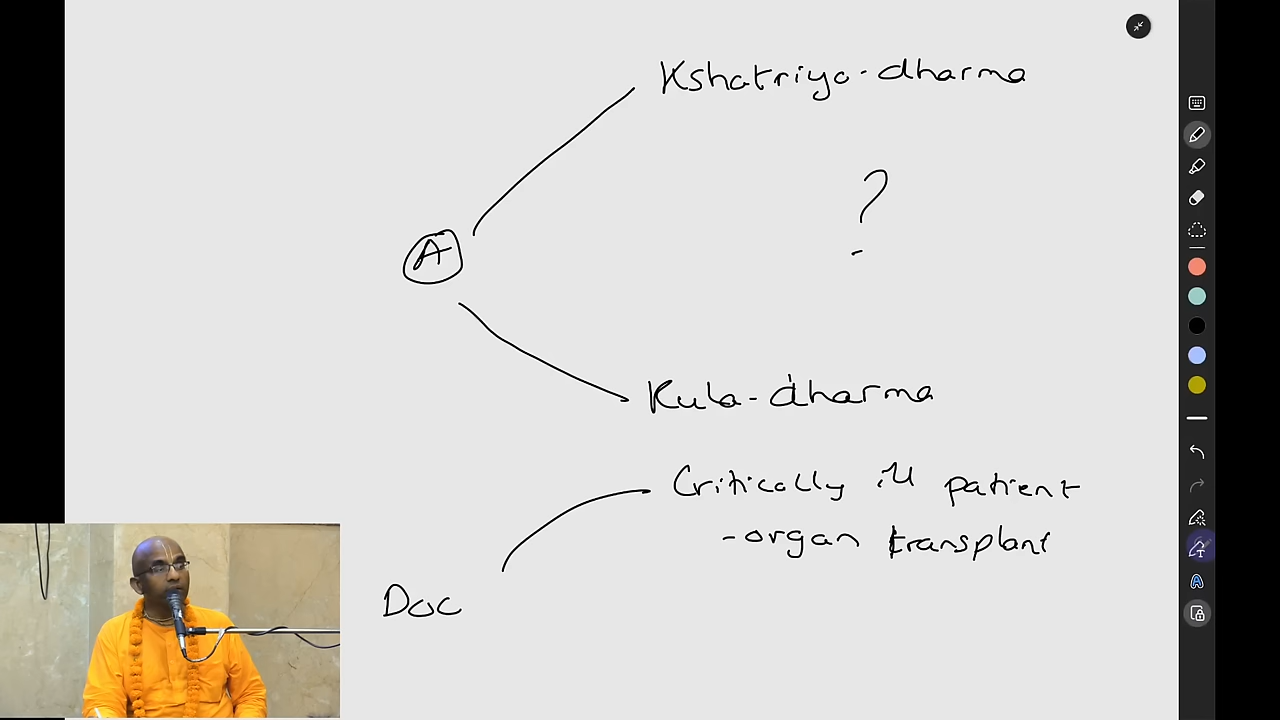 Kshatriya-dharma
?
A
Kula-dharma
Critically ill patient
-organ transplant
Doc